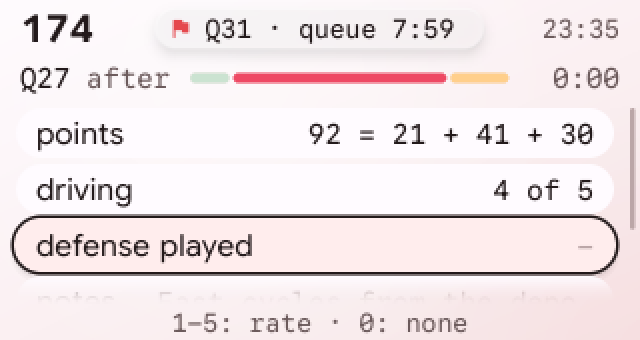 174 Q31 · queue 7:59 23:35
Q27 after 0:00
points 92 = 21 + 41 + 30
driving 4 of 5
defense played –
1–5: rate · 0: none